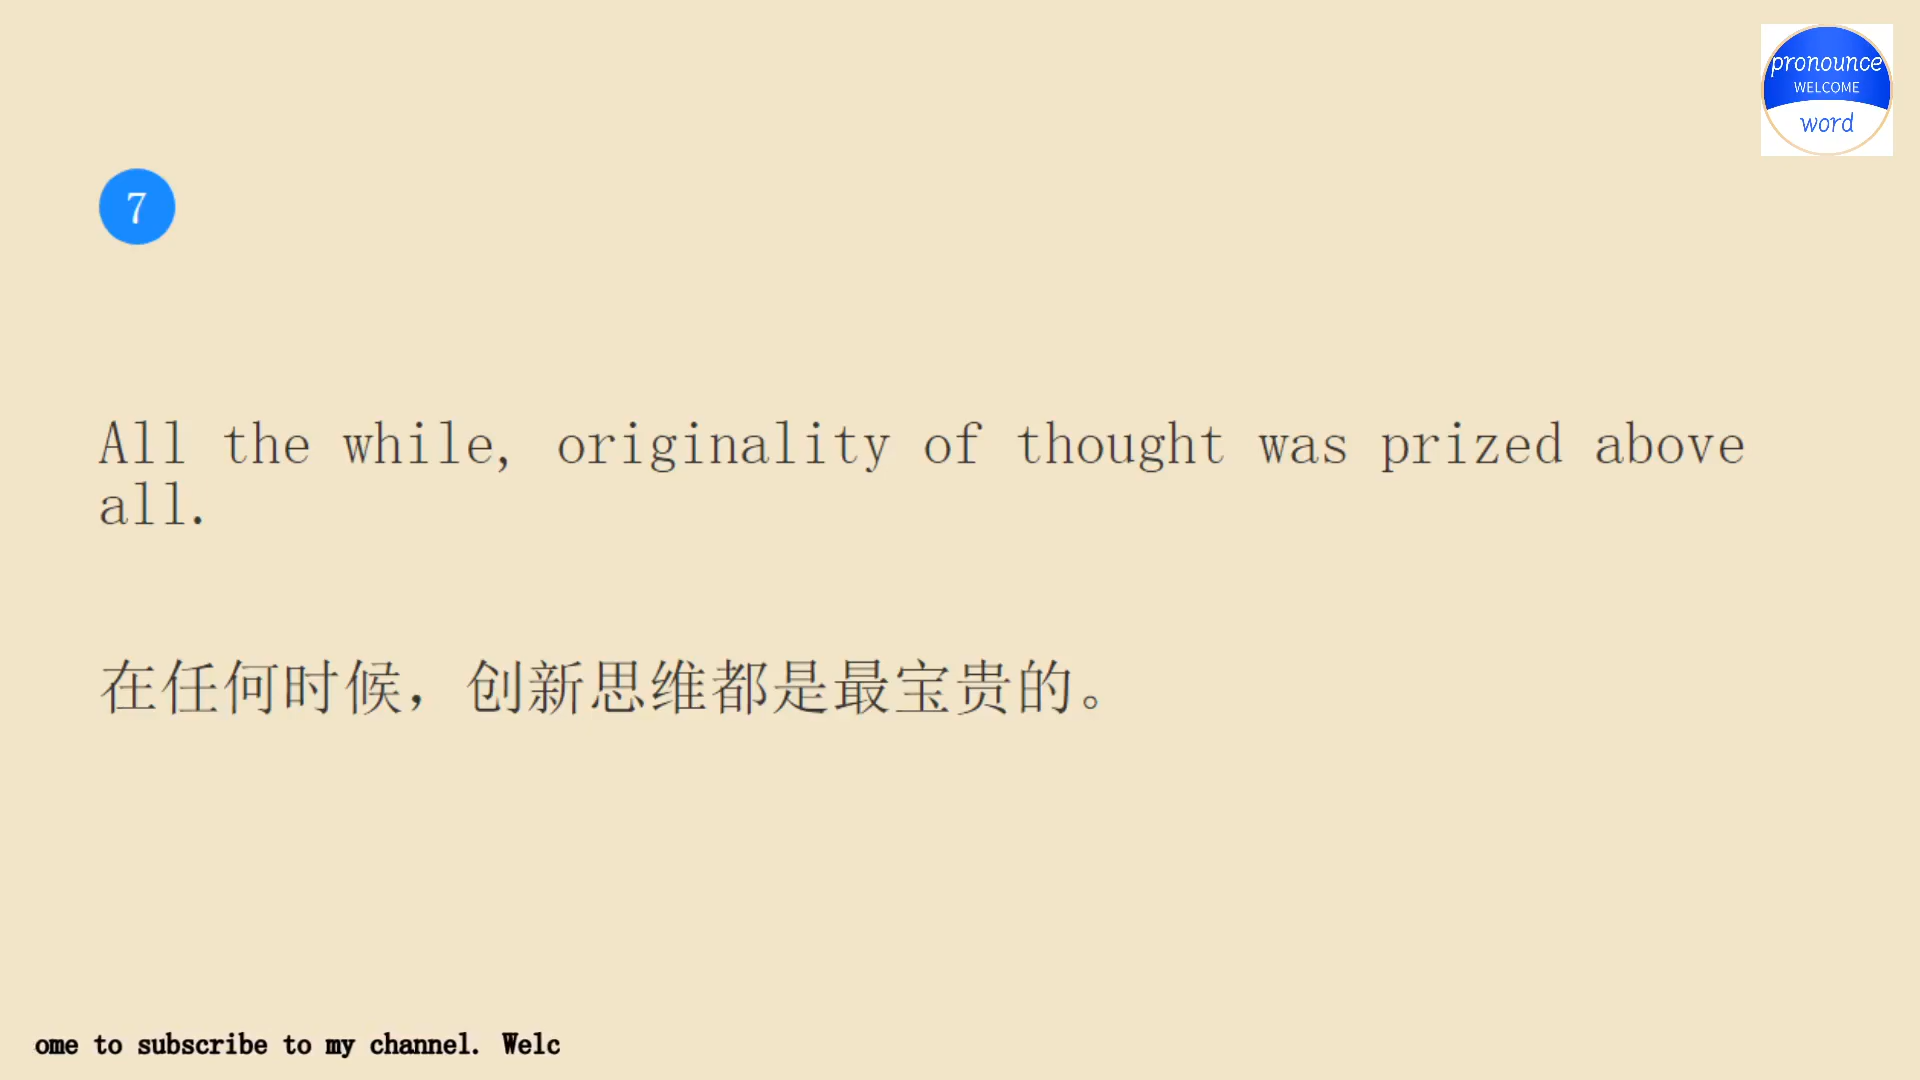 pronounce
WELCOME
word
7
All the while, originality of thought was prized above
all.
在任何时候，创新思维都是最宝贵的。
ome to subscribe to my channel. Welc